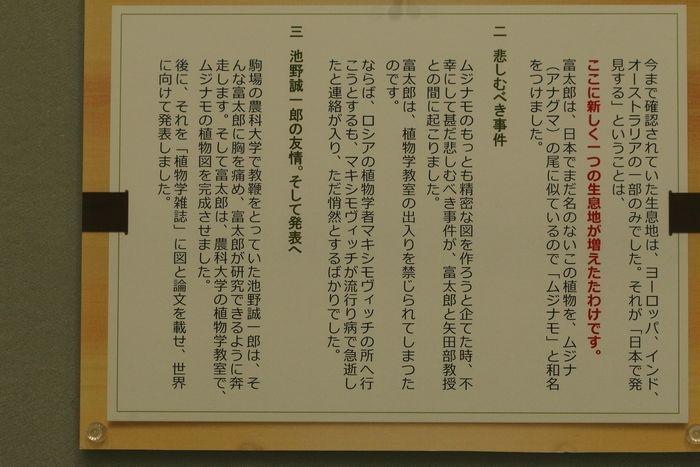 今まで確認されていた生息地は、ヨーロッパ、インド、
オーストラリアの一部のみでした。それが「日本で発
見する」ということは、
ここに新しく一つの生息地が増えたたわけです。
富太郎は、日本でまだ名のないこの植物を、ムジナ
（アナグマ）の尾に似ているので「ムジナモ」と和名
をつけました。
二　悲しむべき事件
ムジナモのもっとも精密な図を作ろうと企てた時、不
幸にして甚だ悲しむべき事件が、富太郎と矢田部教授
との間に起こりました。
富太郎は、植物学教室の出入りを禁じられてしまつた
のです。
ならば、ロシアの植物学者マキシモヴィッチの所へ行
こうとするも、マキシモヴィッチが流行り病で急逝し
たと連絡が入り、ただ悄然とするばかりでした。
三　池野誠一郎の友情。そして発表へ
駒場の農科大学で教鞭をとっていた池野誠一郎は、そ
んな富太郎に胸を痛め、富太郎が研究できるように奔
走します。そして富太郎は、農科大学の植物学教室で、
ムジナモの植物図を完成させました。
後に、それを「植物学雑誌」に図と論文を載せ、世界
に向けて発表しました。